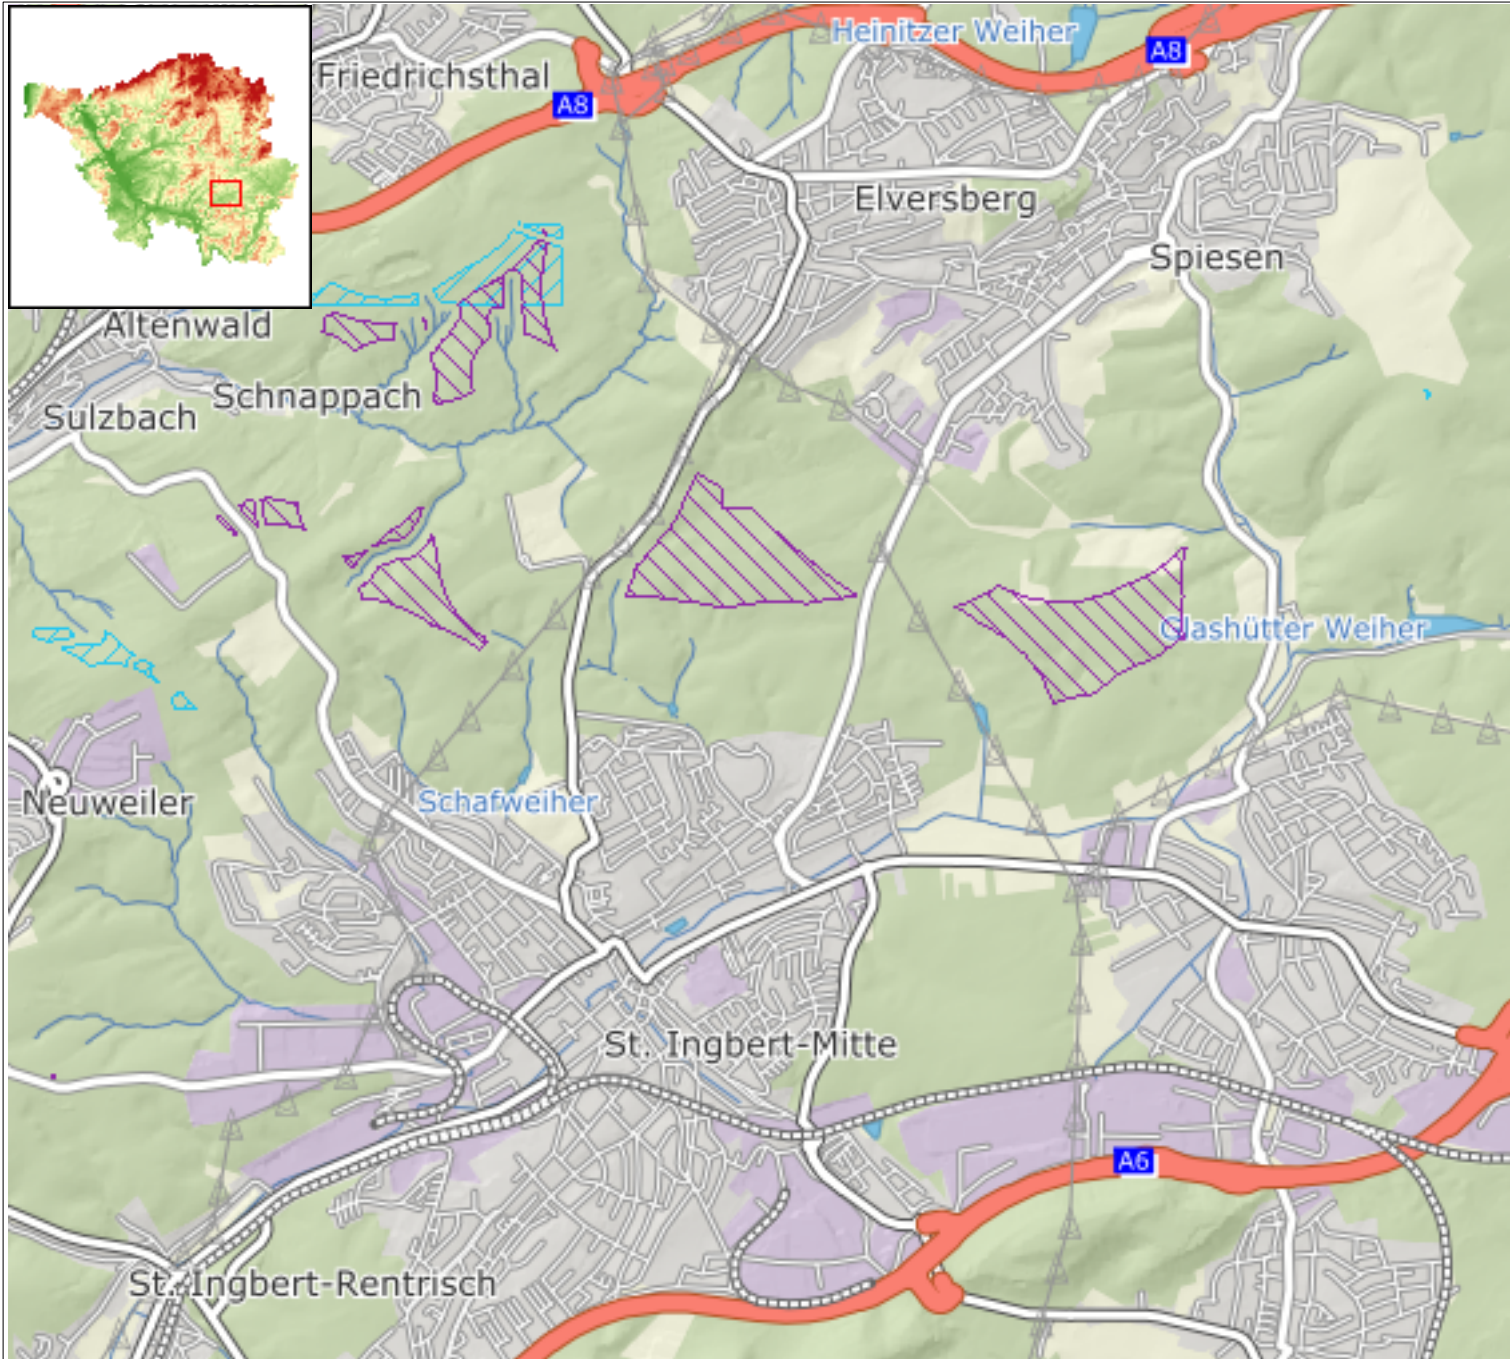 Heinitzer Weiher
A8
Friedrichsthal
A8
Elversberg
Spiesen
Altenwald
Schnappach
Sulzbach
Glashütter Weiher
Neuweiler
Schafweiher
St. Ingbert-Mitte
A6
St. Ingbert-Rentrisch